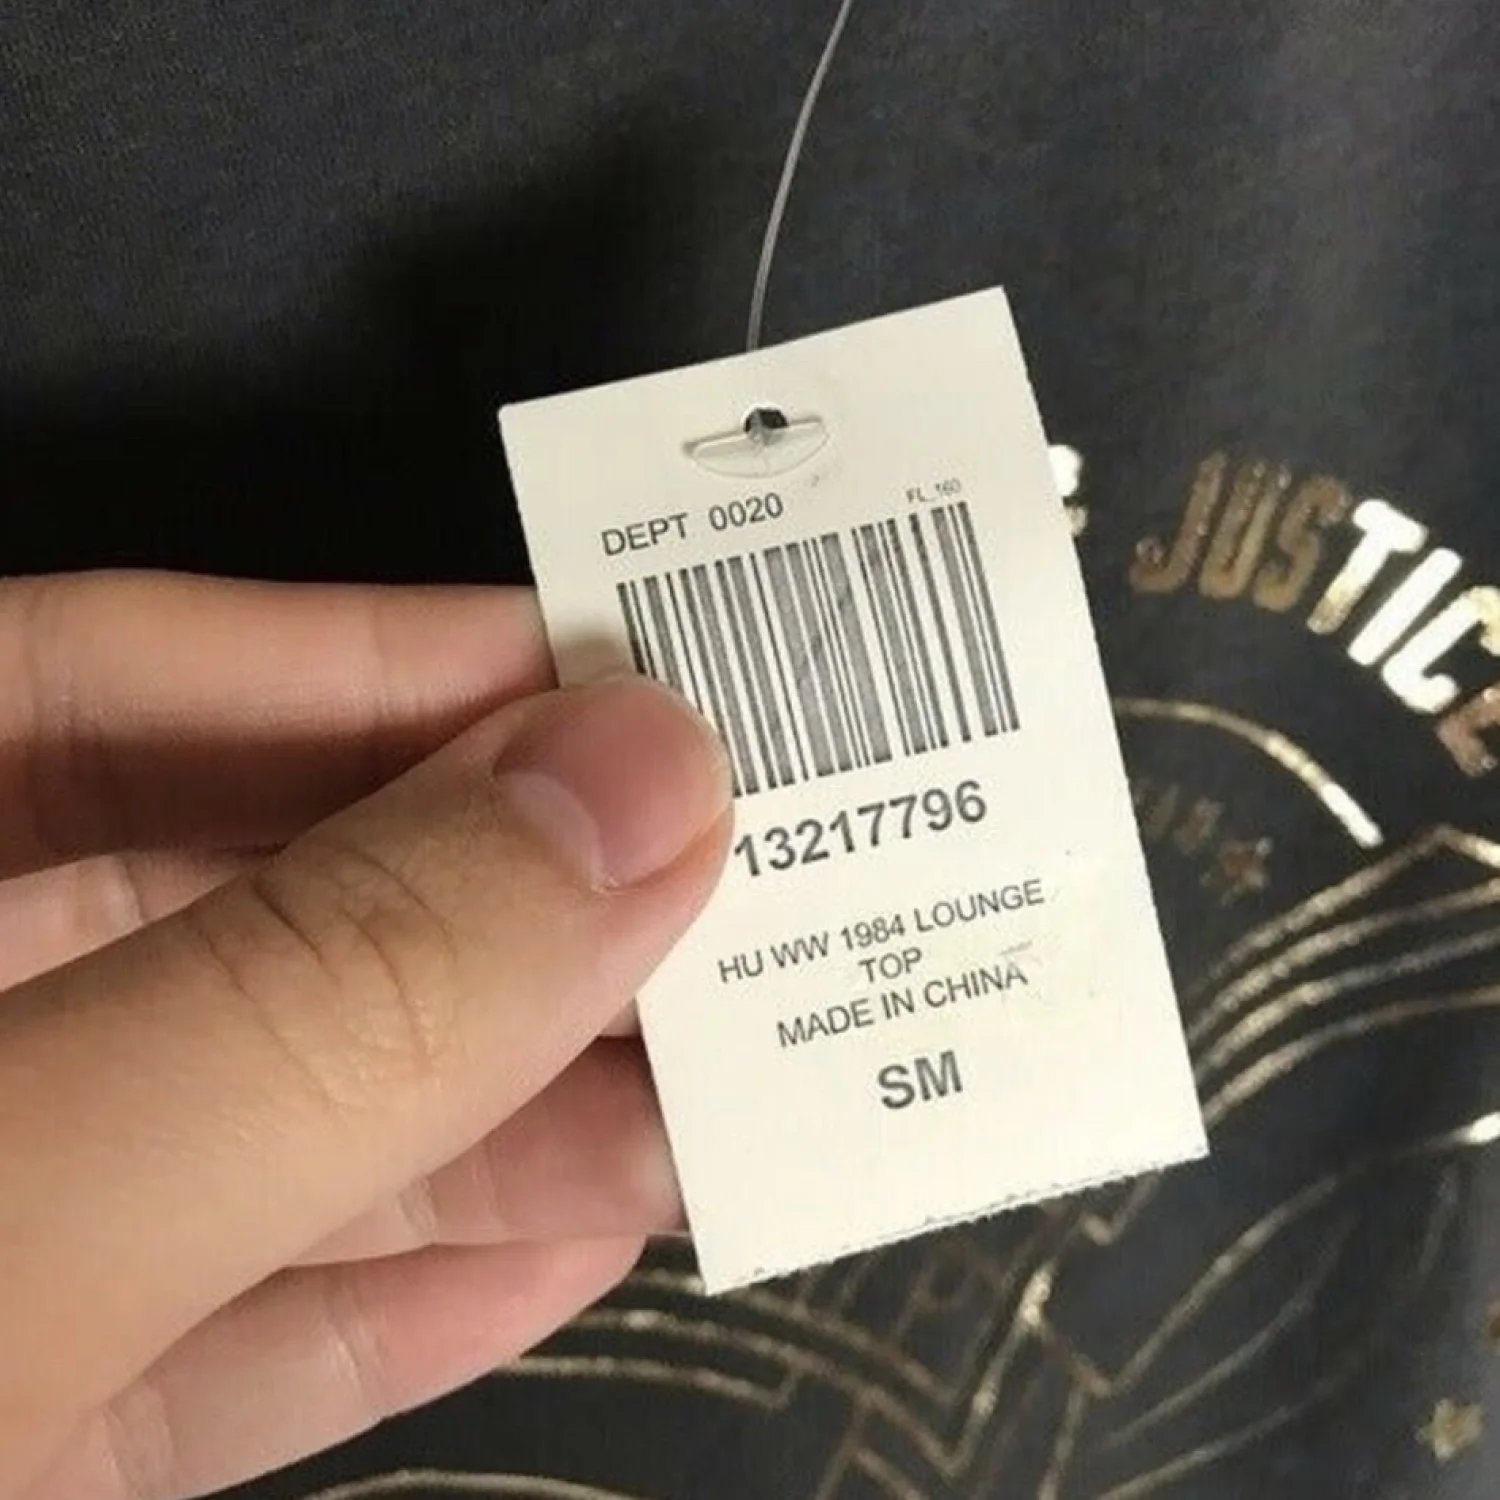 DEPT 0020
FL_160
13217796
HU WW 1984 LOUNGE
TOP
MADE IN CHINA
SM
JUSTICE